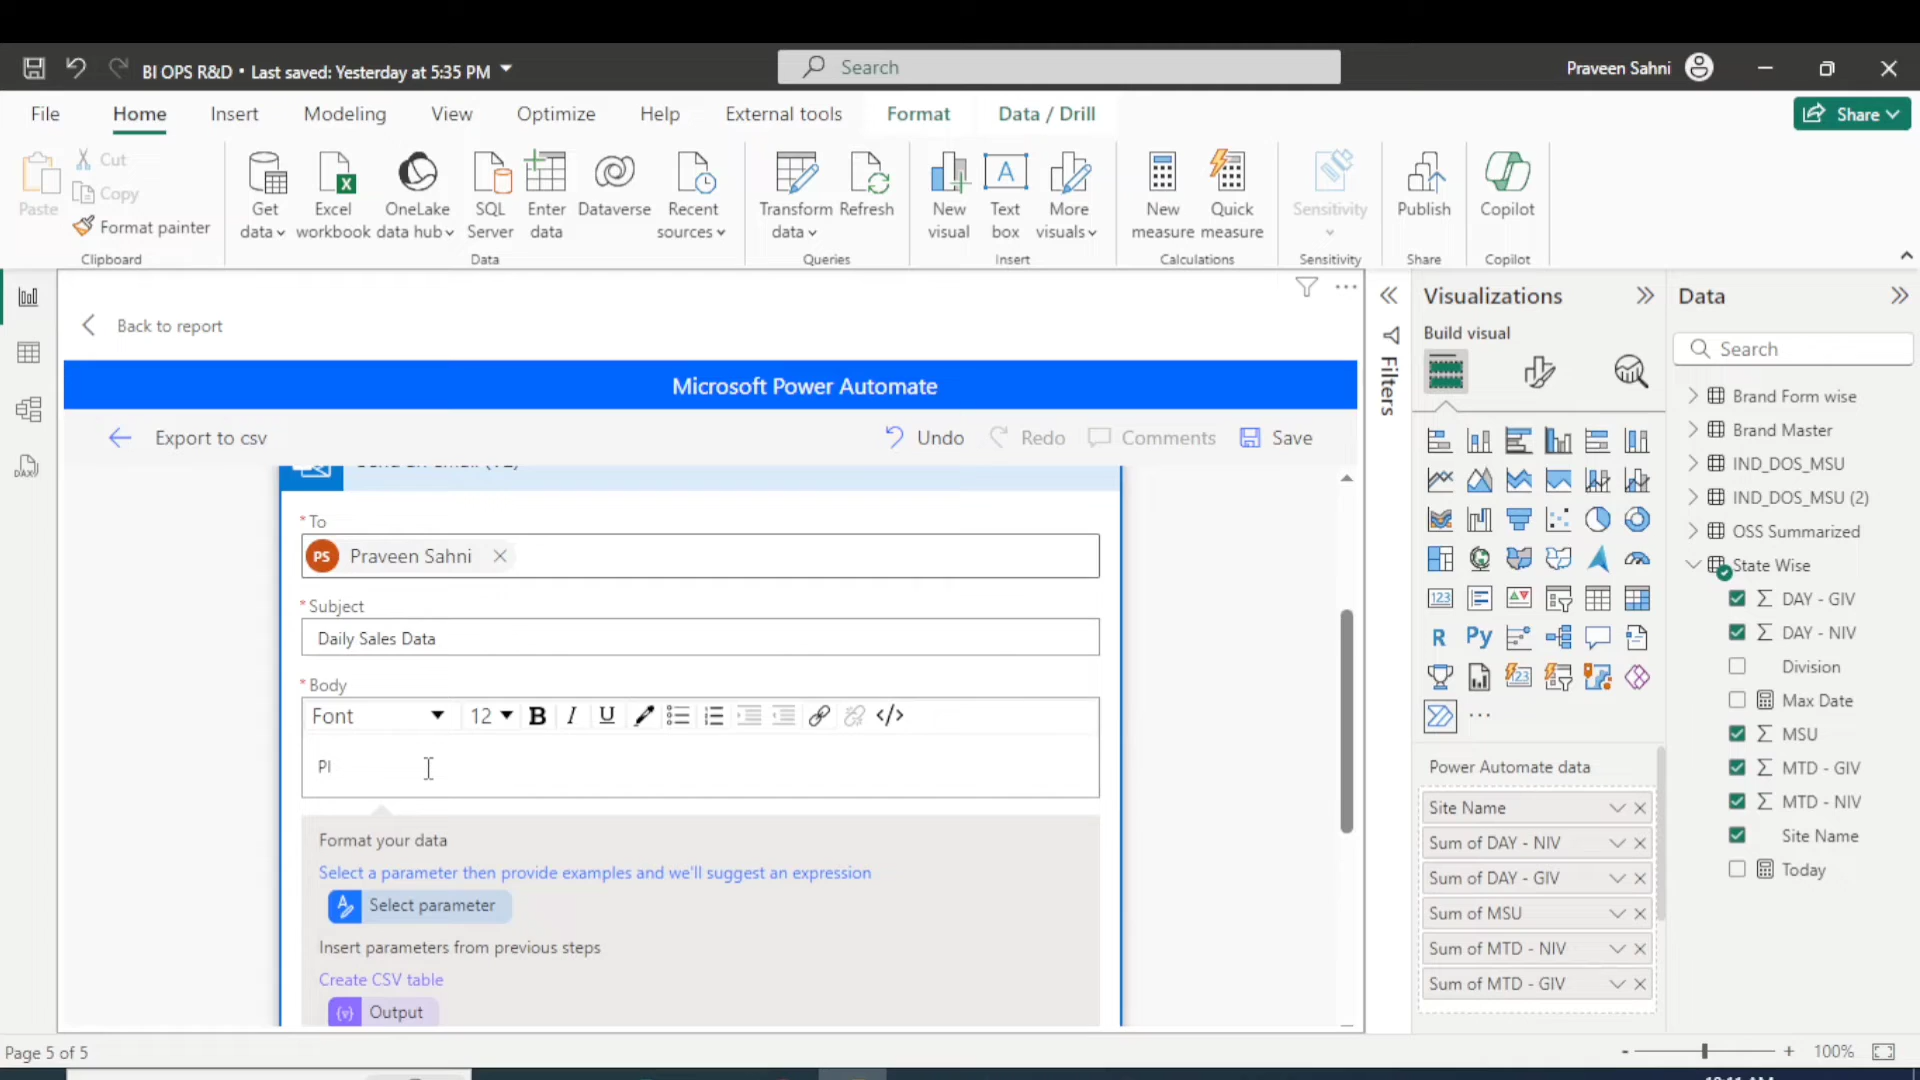 BI OPS R&D • Last saved: Yesterday at 5:35 PM
Search
Praveen Sahni
File Home Insert Modeling View Optimize Help External tools Format Data / Drill
Share
Paste
Cut
Copy
Format painter
Clipboard
Get data
Excel workbook
OneLake data hub
SQL Server
Enter data
Dataverse
Recent sources
Data
Transform data
Refresh
Queries
New visual
Text box
More visuals
Insert
New measure
Quick measure
Calculations
Sensitivity
Sensitivity
Publish
Share
Copilot
Copilot
Back to report
Microsoft Power Automate
Export to csv
Undo Redo Comments Save
* To
PS Praveen Sahni
* Subject
Daily Sales Data
* Body
Font 12 B I U </>
Pl
Format your data
Select a parameter then provide examples and we'll suggest an expression
Select parameter
Insert parameters from previous steps
Create CSV table
Output
Filters
Visualizations
Build visual
123
R Py
123
Power Automate data
Site Name
Sum of DAY - NIV
Sum of DAY - GIV
Sum of MSU
Sum of MTD - NIV
Sum of MTD - GIV
Data
Search
Brand Form wise
Brand Master
IND_DOS_MSU
IND_DOS_MSU (2)
OSS Summarized
State Wise
DAY - GIV
DAY - NIV
Division
Max Date
MSU
MTD - GIV
MTD - NIV
Site Name
Today
DAX
Page 5 of 5
- + 100%